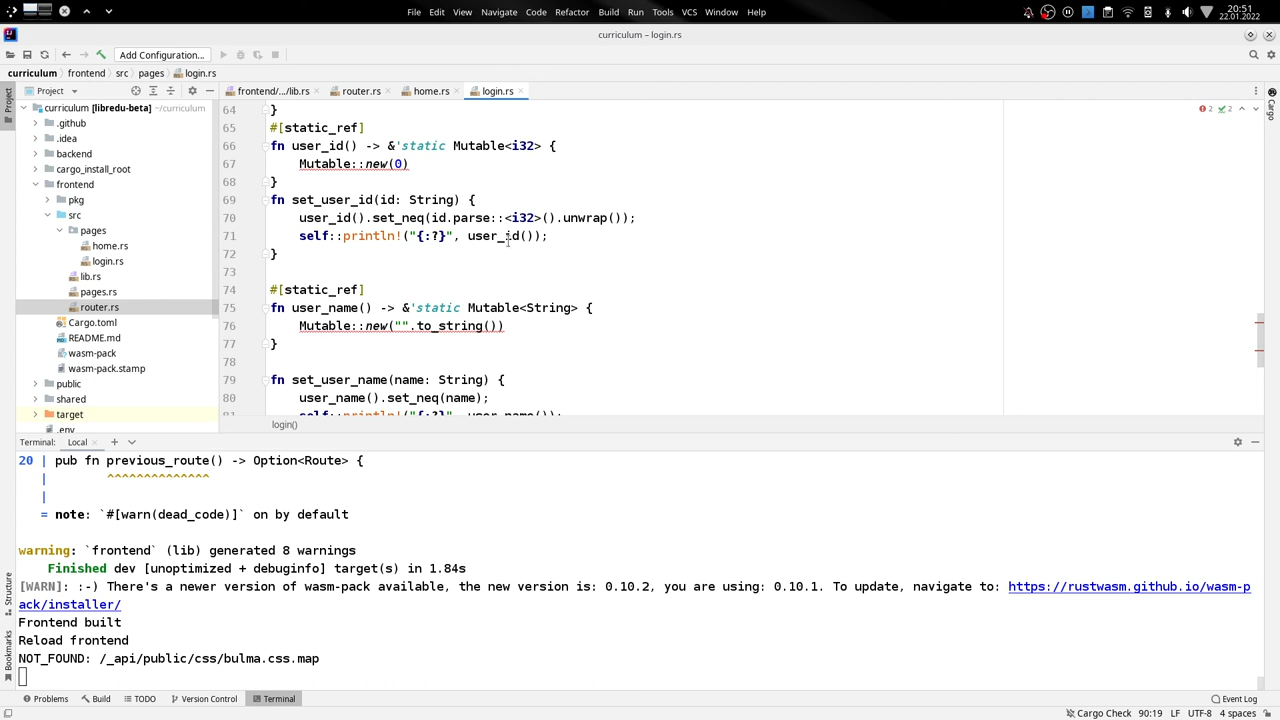 File Edit View Navigate Code Refactor Build Run Tools VCS Window Help
20:51
22.01.2022
curriculum – login.rs
Add Configuration...
curriculum frontend src pages login.rs
Project
frontend/.../lib.rs router.rs home.rs login.rs
Project
Cargo
curriculum [libredu-beta] ~/curriculum
.github
.idea
backend
cargo_install_root
frontend
pkg
src
pages
home.rs
login.rs
lib.rs
pages.rs
router.rs
Cargo.toml
README.md
wasm-pack
wasm-pack.stamp
public
shared
target
.env
2 2
64 }
65 #[static_ref]
66 fn user_id() -> &'static Mutable<i32> {
67 Mutable::new(0)
68 }
69 fn set_user_id(id: String) {
70 user_id().set_neq(id.parse::<i32>().unwrap());
71 self::println!("{:?}", user_id());
72 }
73
74 #[static_ref]
75 fn user_name() -> &'static Mutable<String> {
76 Mutable::new("".to_string())
77 }
78
79 fn set_user_name(name: String) {
80 user_name().set_neq(name);
81 self::println!("{:?}", user_name());
login()
Terminal: Local
20 | pub fn previous_route() -> Option<Route> {
| ^^^^^^^^^^^^^^
|
= note: `#[warn(dead_code)]` on by default
warning: `frontend` (lib) generated 8 warnings
Finished dev [unoptimized + debuginfo] target(s) in 1.84s
[WARN]: :-) There's a newer version of wasm-pack available, the new version is: 0.10.2, you are using: 0.10.1. To update, navigate to: https://rustwasm.github.io/wasm-p
ack/installer/
Frontend built
Reload frontend
NOT_FOUND: /_api/public/css/bulma.css.map
Structure
Bookmarks
Problems Build TODO Version Control Terminal
Event Log
Cargo Check 90:19 LF UTF-8 4 spaces